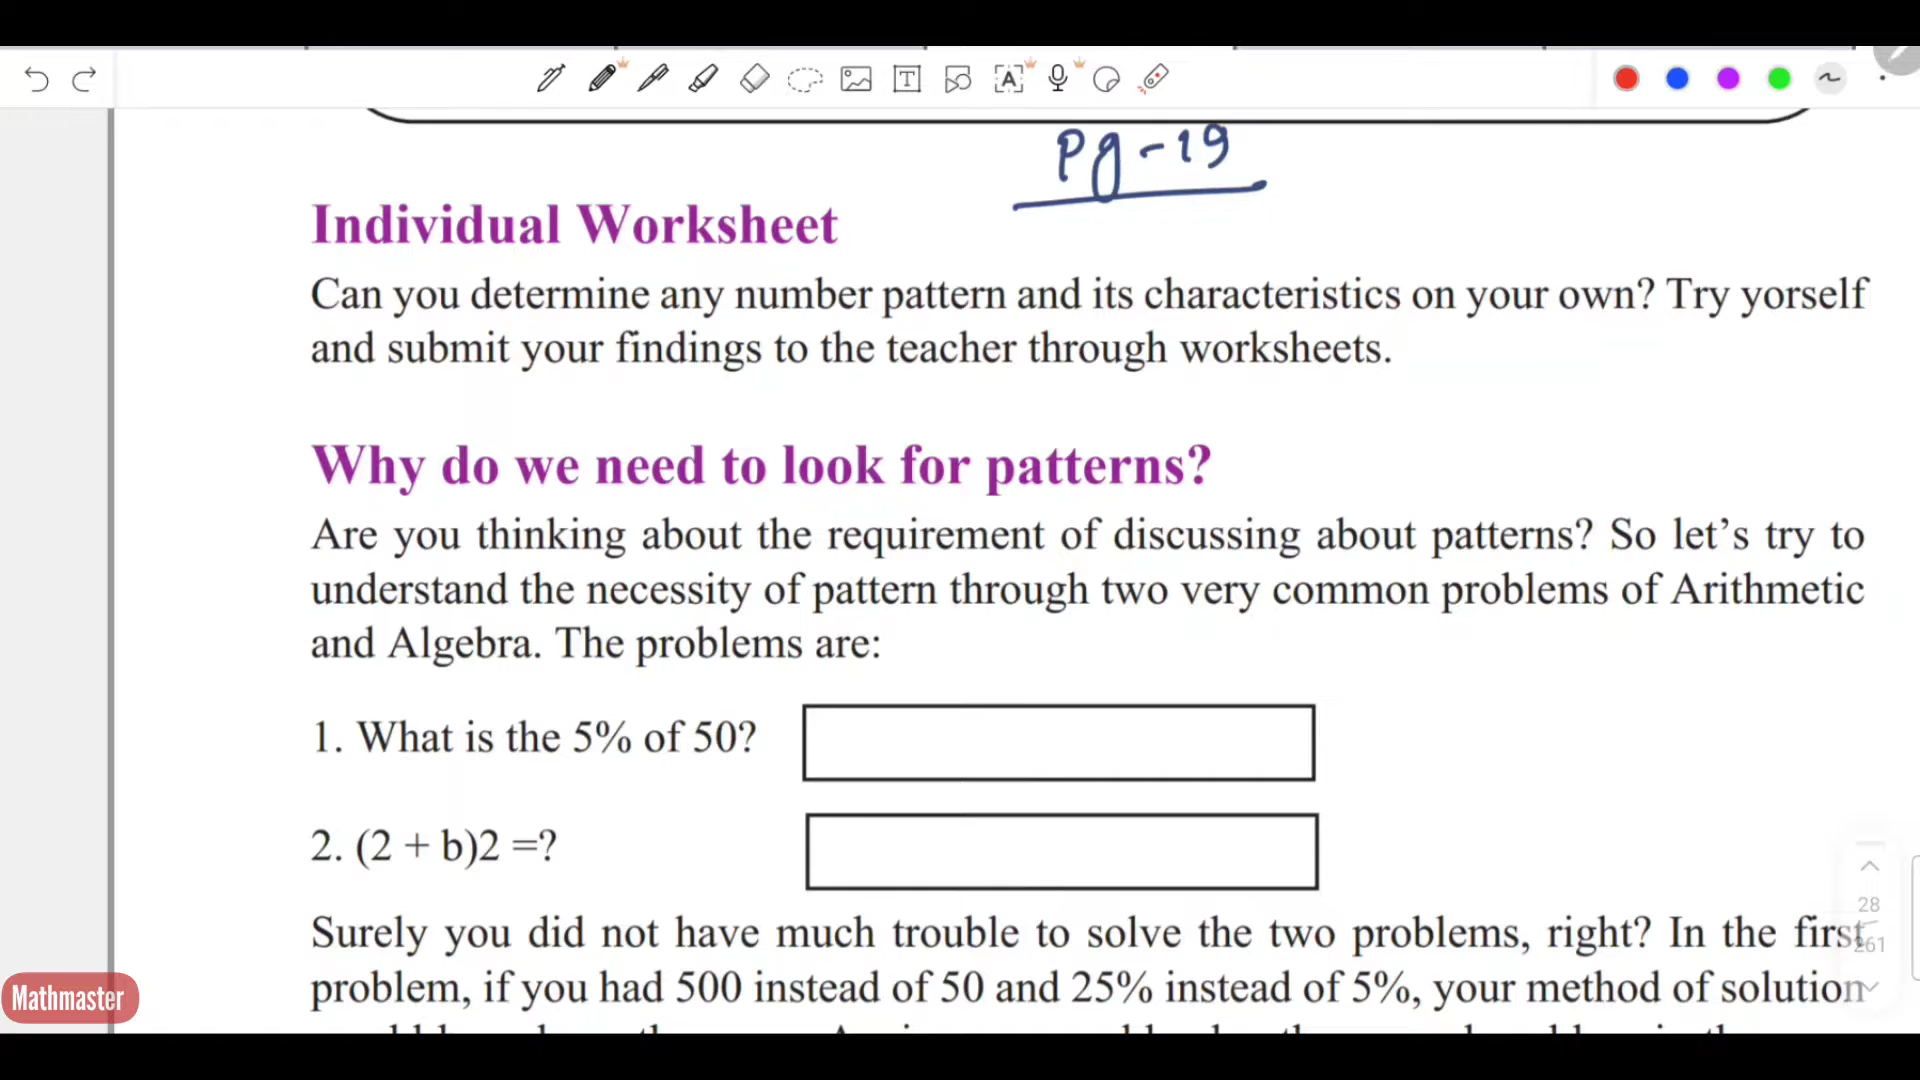 Pg-19
Individual Worksheet
Can you determine any number pattern and its characteristics on your own? Try yorself
and submit your findings to the teacher through worksheets.
Why do we need to look for patterns?
Are you thinking about the requirement of discussing about patterns? So let’s try to
understand the necessity of pattern through two very common problems of Arithmetic
and Algebra. The problems are:
1. What is the 5% of 50?
2. (2 + b)2 =?
Surely you did not have much trouble to solve the two problems, right? In the first
problem, if you had 500 instead of 50 and 25% instead of 5%, your method of solution
28
261
Mathmaster